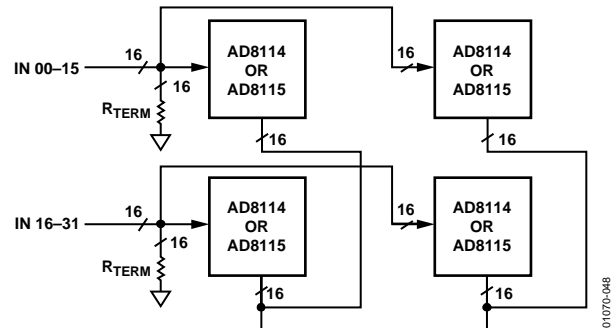 16
AD8114
OR
AD8115
AD8114
OR
AD8115
IN 00–15
16
16
16
RTERM
16
16
16
AD8114
OR
AD8115
AD8114
OR
AD8115
IN 16–31
16
16
RTERM
16
16
01070-048